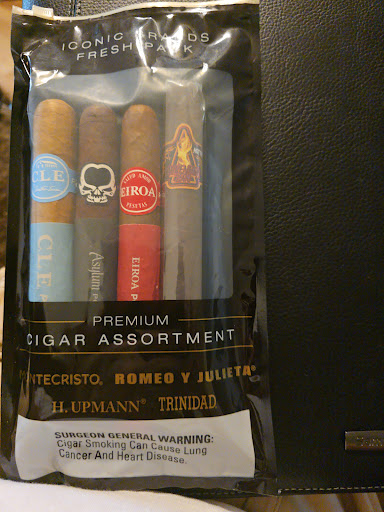 ICONIC BRANDS
FRESH PACK
CLE
EIROA
CLE
Asylum
EIROA
PREMIUM
CIGAR ASSORTMENT
MONTECRISTO, ROMEO Y JULIETA®
H. UPMANN® TRINIDAD
SURGEON GENERAL WARNING:
Cigar Smoking Can Cause Lung
Cancer And Heart Disease.